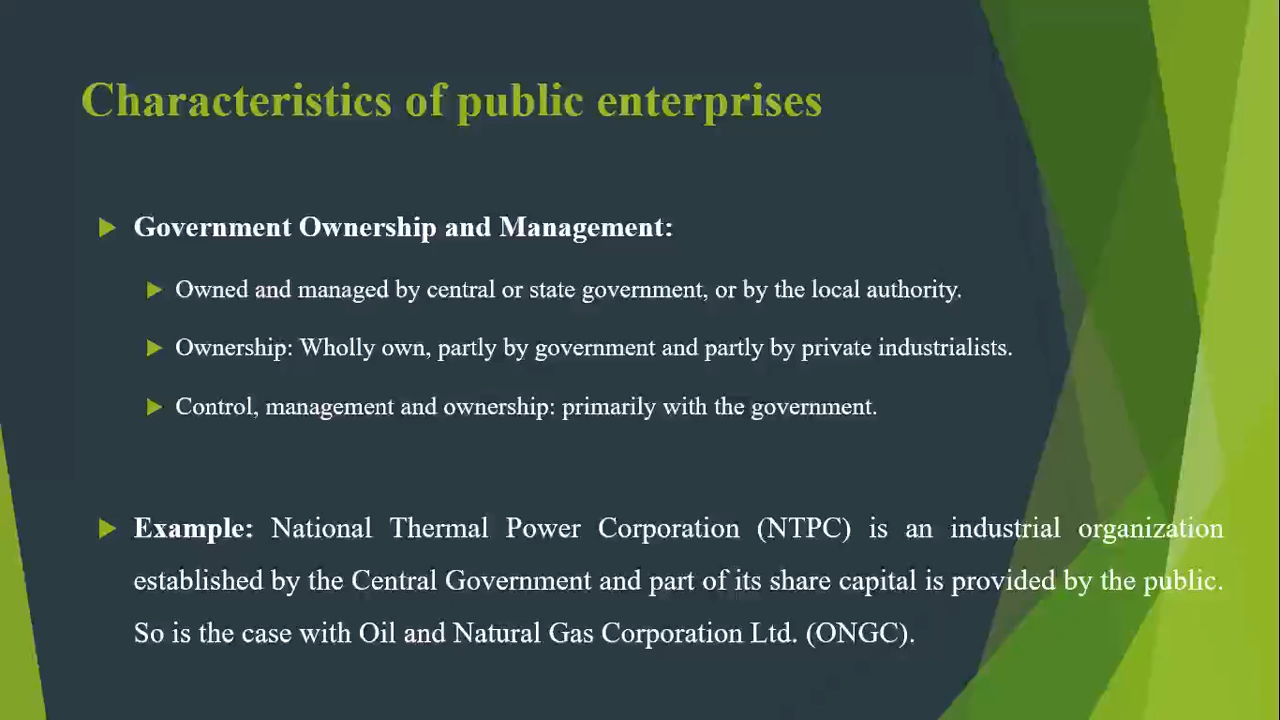 Characteristics of public enterprises
Government Ownership and Management:
Owned and managed by central or state government, or by the local authority.
Ownership: Wholly own, partly by government and partly by private industrialists.
Control, management and ownership: primarily with the government.
Example: National Thermal Power Corporation (NTPC) is an industrial organization
established by the Central Government and part of its share capital is provided by the public.
So is the case with Oil and Natural Gas Corporation Ltd. (ONGC).